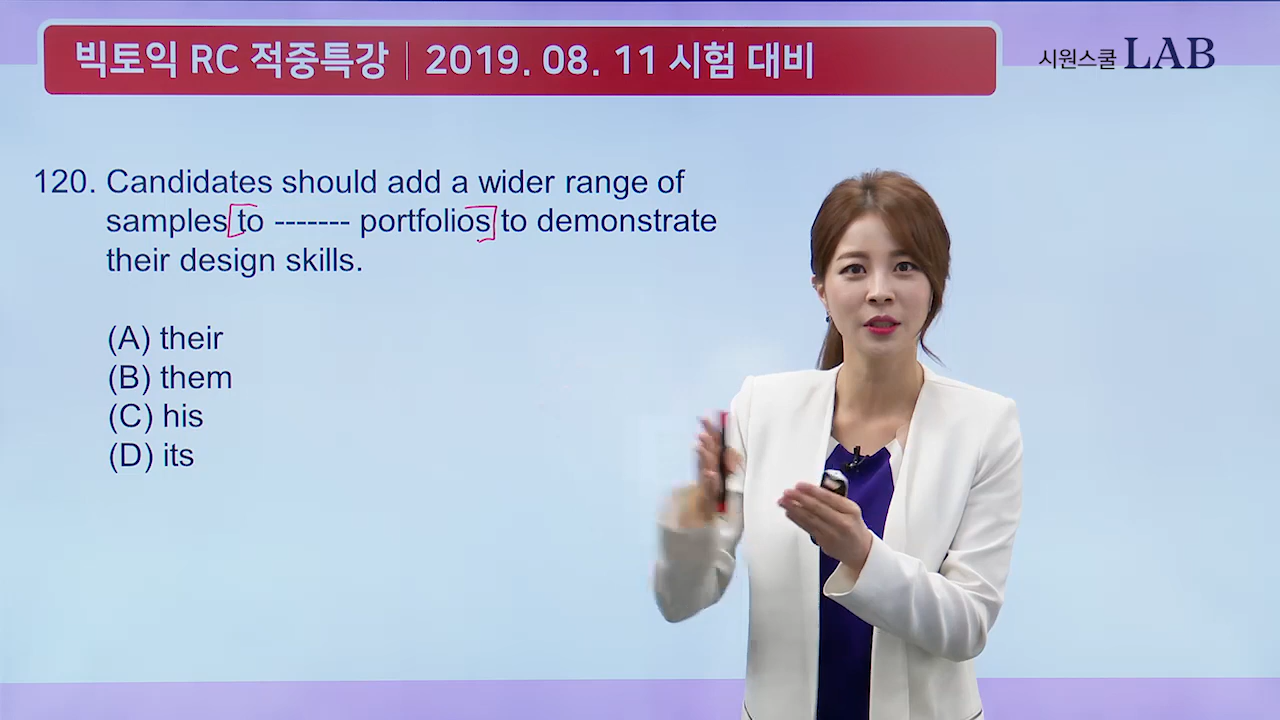 빅토익 RC 적중특강 | 2019. 08. 11 시험 대비
시원스쿨 LAB
120. Candidates should add a wider range of
samples to ------- portfolios to demonstrate
their design skills.
(A) their
(B) them
(C) his
(D) its